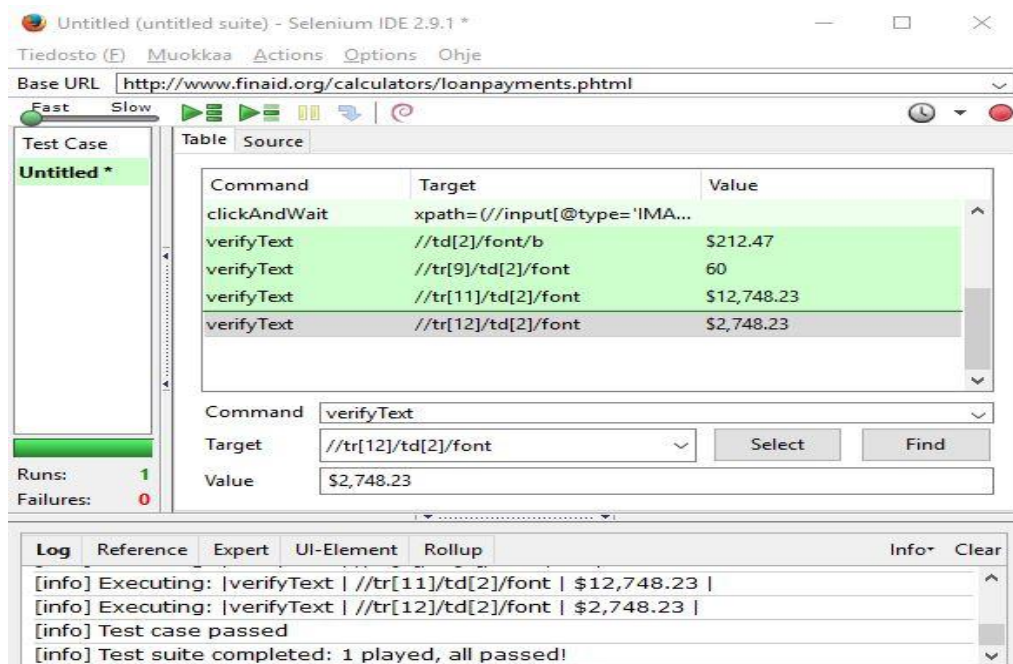 Untitled (untitled suite) - Selenium IDE 2.9.1 *
Tiedosto (F) Muokkaa Actions Options Ohje
Base URL http://www.finaid.org/calculators/loanpayments.phtml
Fast Slow
Test Case
Untitled *
Table Source
Command Target Value
clickAndWait xpath=(//input[@type='IMA...
verifyText //td[2]/font/b $212.47
verifyText //tr[9]/td[2]/font 60
verifyText //tr[11]/td[2]/font $12,748.23
verifyText //tr[12]/td[2]/font $2,748.23
Command verifyText
Target //tr[12]/td[2]/font Select Find
Value $2,748.23
Runs: 1
Failures: 0
Log Reference Expert UI-Element Rollup Info Clear
[info] Executing: |verifyText | //tr[11]/td[2]/font | $12,748.23 |
[info] Executing: |verifyText | //tr[12]/td[2]/font | $2,748.23 |
[info] Test case passed
[info] Test suite completed: 1 played, all passed!